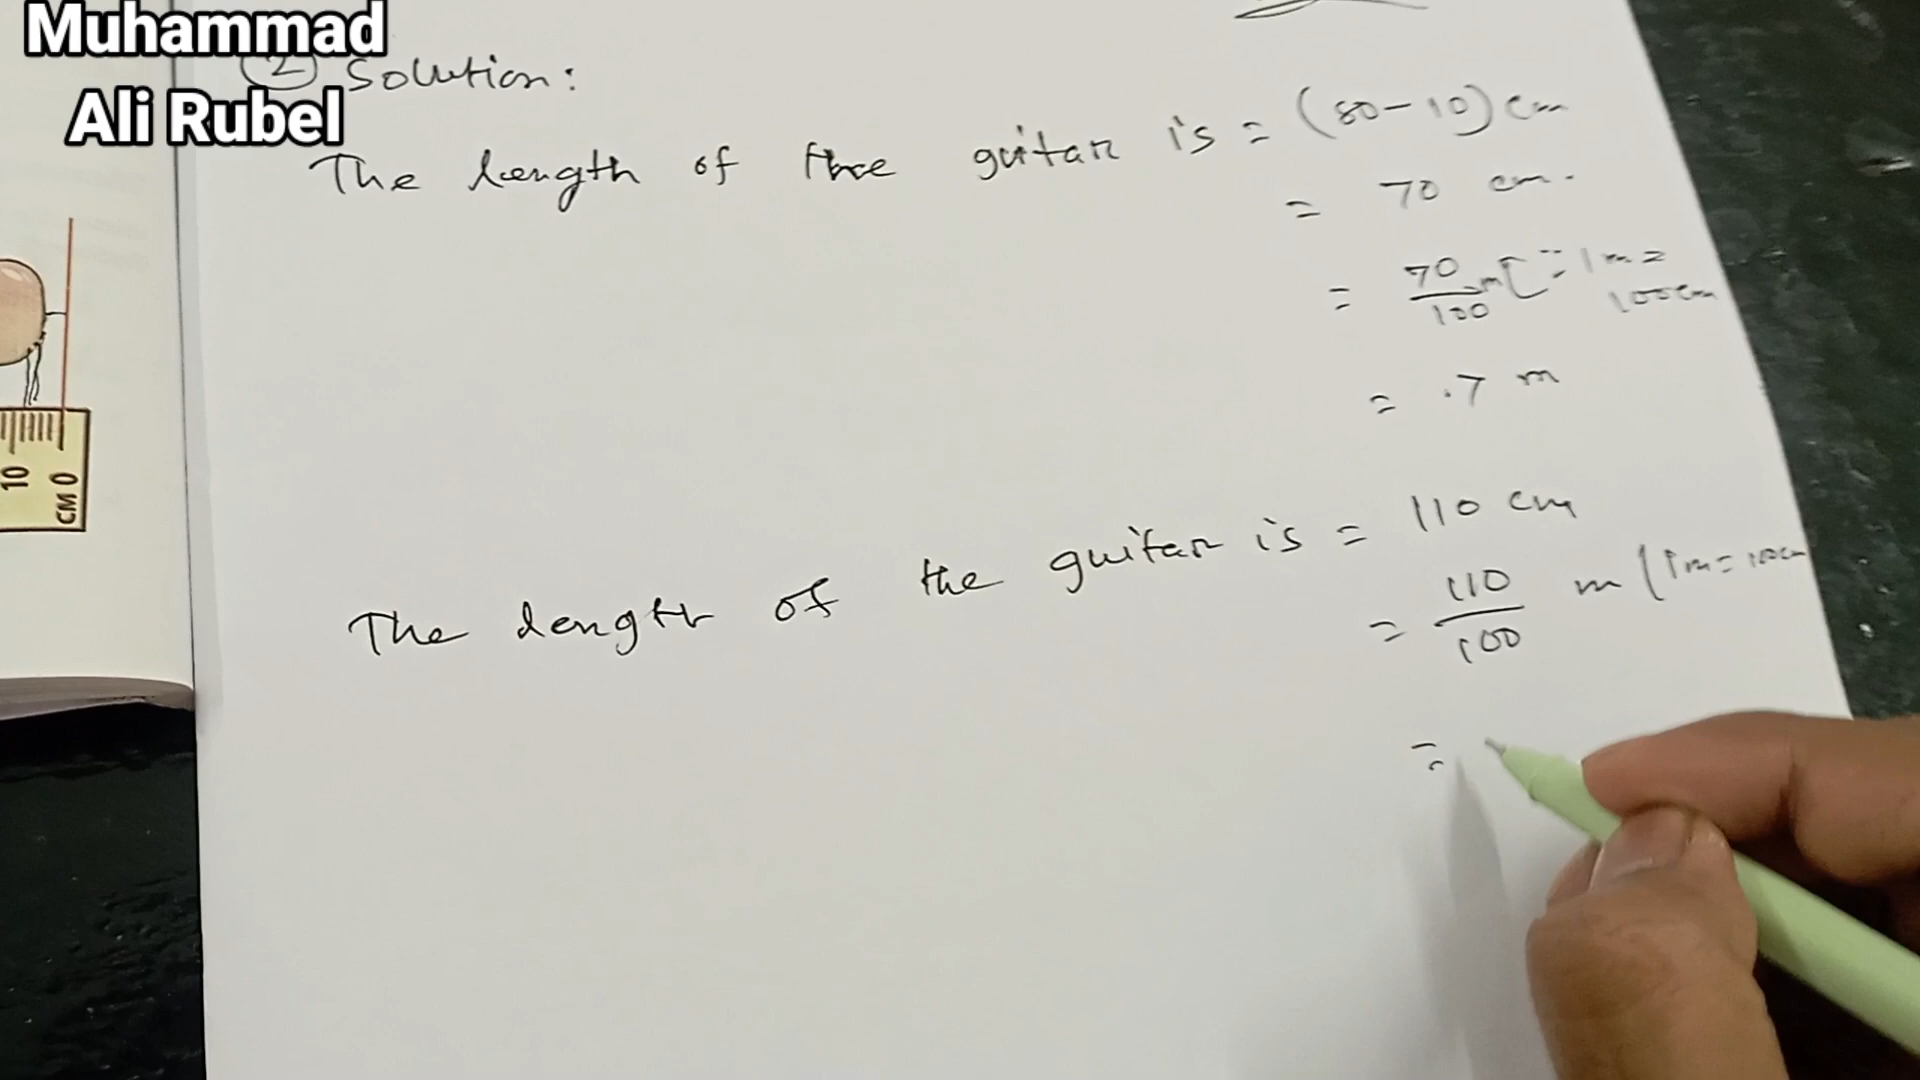 Muhammad
Ali Rubel
② Solution:
The length of the guitar is = (80-10) cm
= 70 cm.
= 70/100 m [∵ 1m =
100cm
= .7 m
The length of the guitar is = 110 cm
= 110/100 m (1m = 100cm
=
10
CM 0